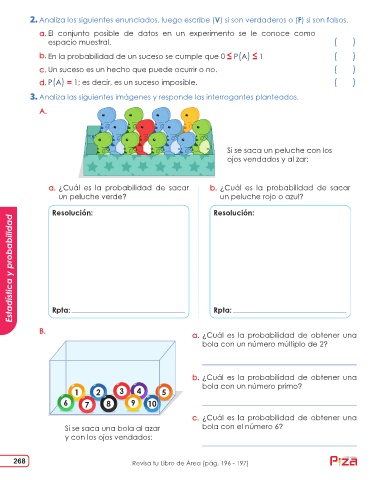 2. Analiza los siguientes enunciados, luego escribe (V) si son verdaderos o (F) si son falsos.
a. El conjunto posible de datos en un experimento se le conoce como
espacio muestral. ( )
b. En la probabilidad de un suceso se cumple que 0 ≤ P(A) ≤ 1 ( )
c. Un suceso es un hecho que puede ocurrir o no. ( )
d. P(A) = 1; es decir, es un suceso imposible. ( )
3. Analiza las siguientes imágenes y responde las interrogantes planteadas.
A.
Si se saca un peluche con los
ojos vendados y al zar:
a. ¿Cuál es la probabilidad de sacar
un peluche verde?
b. ¿Cuál es la probabilidad de sacar
un peluche rojo o azul?
Resolución:
Resolución:
Rpta:
Rpta:
Estadística y probabilidad
B.
1 2 3 4 5
6 7 8 9 10
Si se saca una bola al azar
y con los ojos vendados:
a. ¿Cuál es la probabilidad de obtener una
bola con un número múltiplo de 2?
b. ¿Cuál es la probabilidad de obtener una
bola con un número primo?
c. ¿Cuál es la probabilidad de obtener una
bola con el número 6?
268
Revisa tu Libro de Área (pág. 196 - 197)